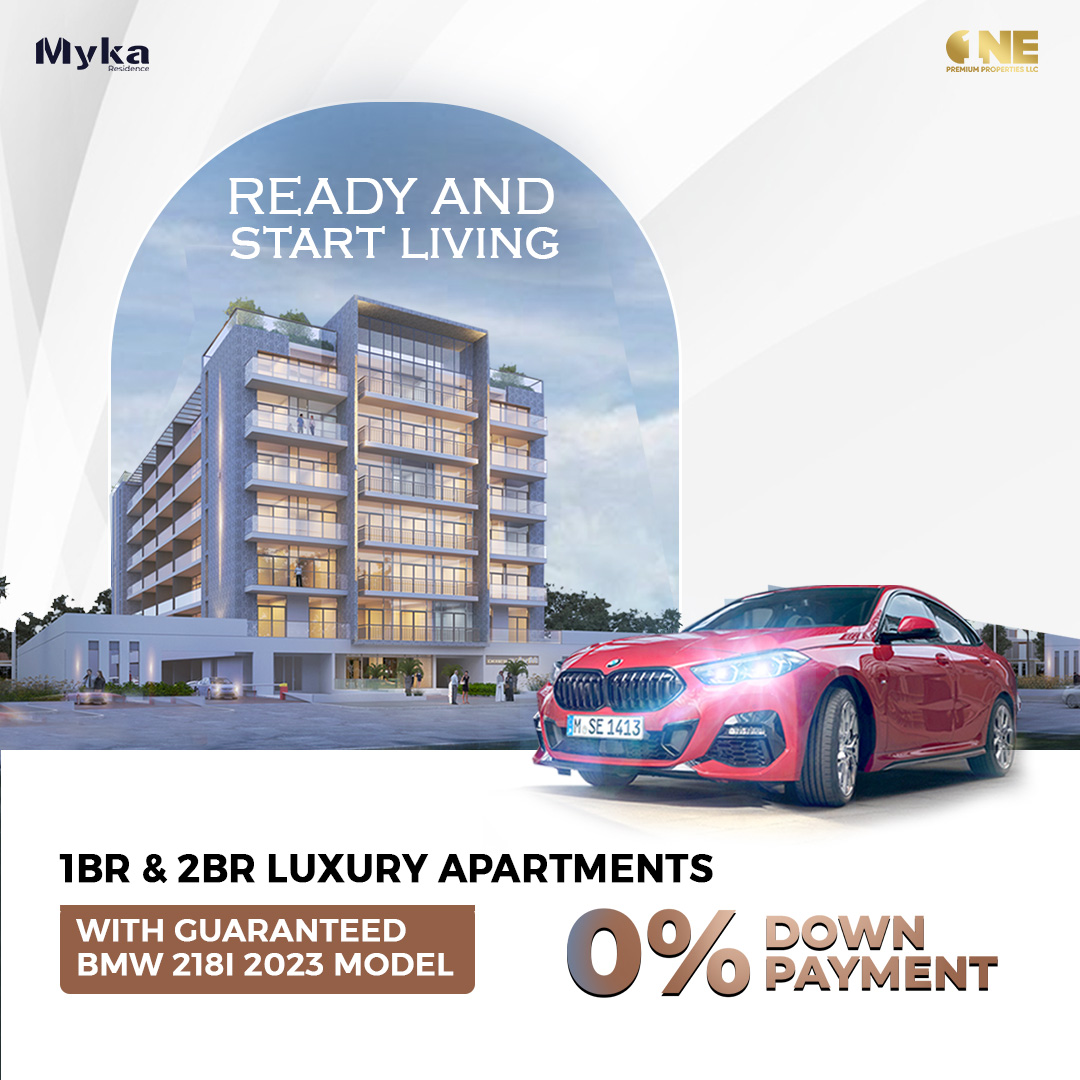 Myka
Residence
ONE
PREMIUM PROPERTIES LLC
READY AND
START LIVING
M SE 1413
1BR & 2BR LUXURY APARTMENTS
WITH GUARANTEED
BMW 218I 2023 MODEL
0% DOWN
PAYMENT